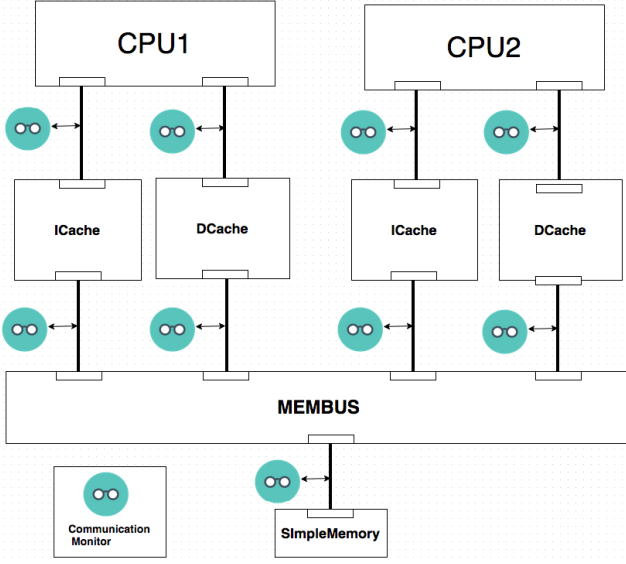 CPU1
CPU2
ICache
DCache
ICache
DCache
MEMBUS
Communication
Monitor
SImpleMemory